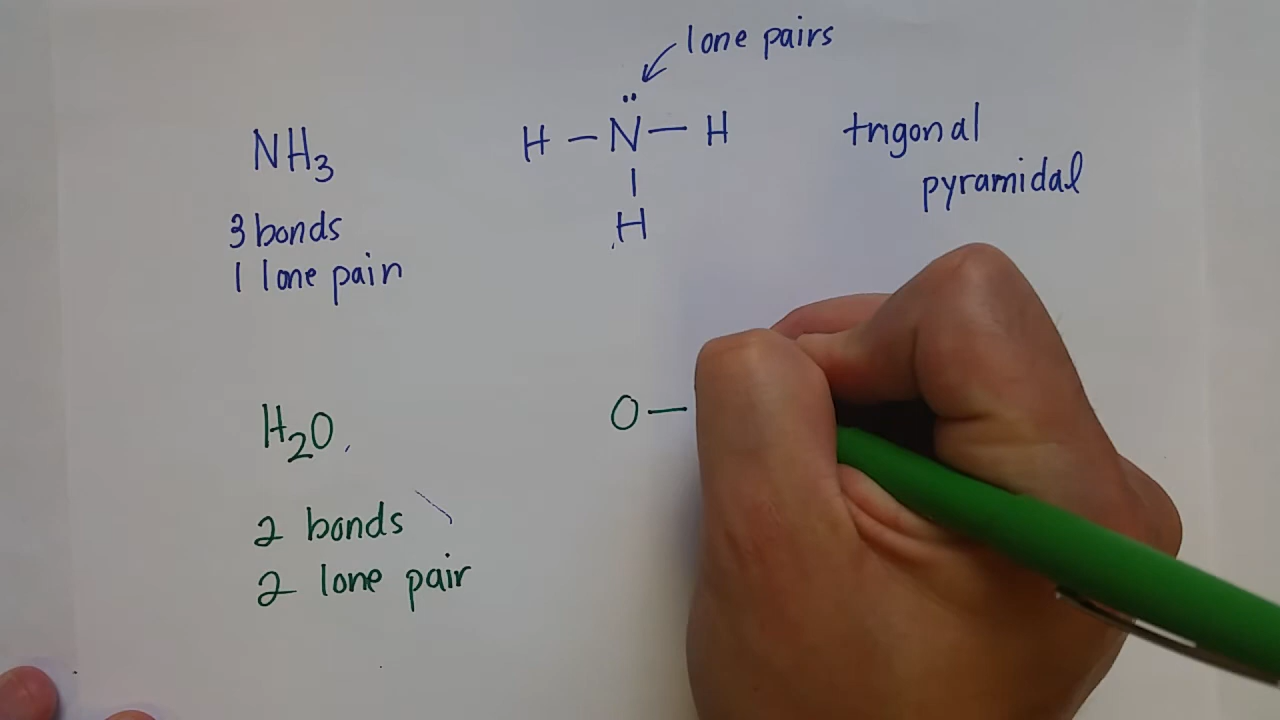 lone pairs
NH₃
H — N — H
|
H
trigonal
pyramidal
3 bonds
1 lone pair
H₂O
O —
2 bonds
2 lone pair